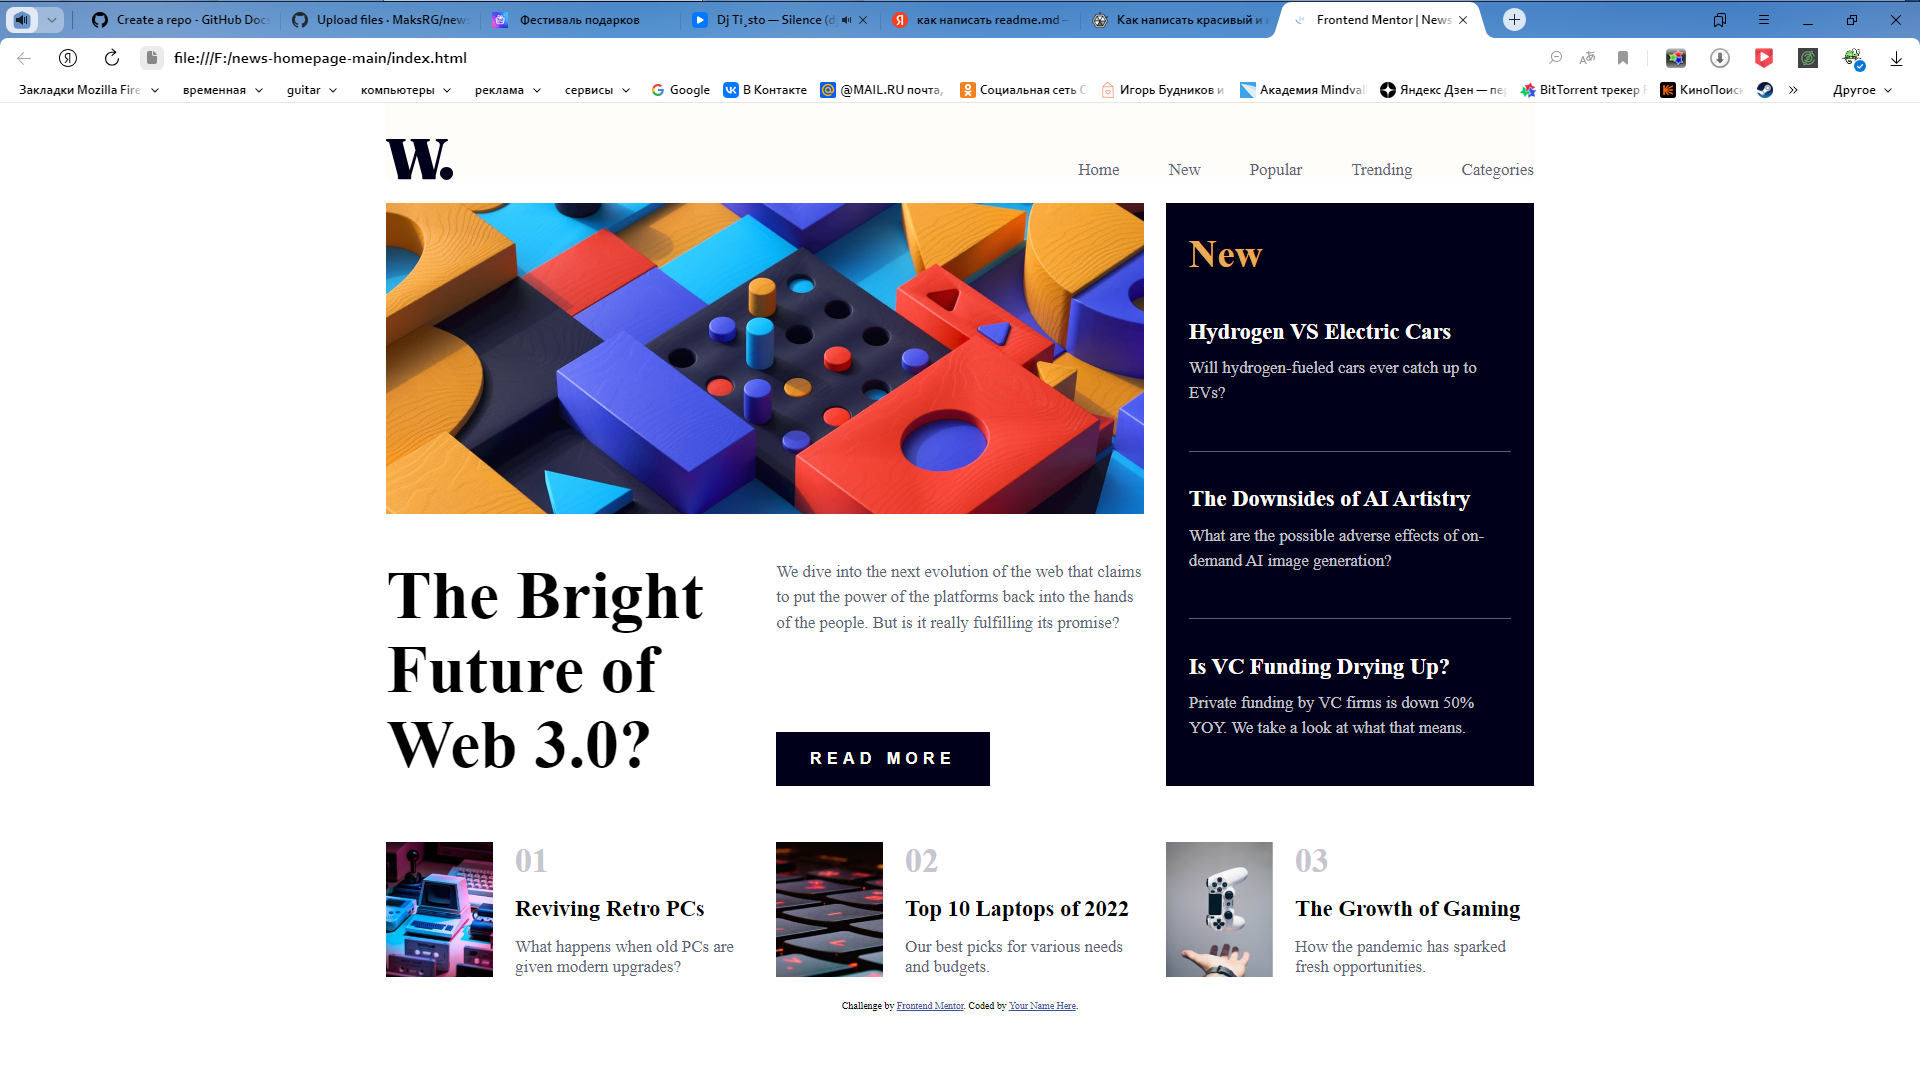 Create a repo · GitHub Docs
Upload files · MaksRG/news
Фестиваль подарков
Dj Ti¸sto — Silence (d
как написать readme.md –
Как написать красивый и
Frontend Mentor | News
file:///F:/news-homepage-main/index.html
Закладки Mozilla Fire
временная
guitar
компьютеры
реклама
сервисы
Google
В Контакте
@MAIL.RU почта,
Социальная сеть
Игорь Будников и
Академия Mindval
Яндекс Дзен — пе
BitTorrent трекер
КиноПоиск
Другое
W.
Home
New
Popular
Trending
Categories
New
Hydrogen VS Electric Cars
Will hydrogen-fueled cars ever catch up to
EVs?
The Downsides of AI Artistry
What are the possible adverse effects of on-
demand AI image generation?
Is VC Funding Drying Up?
Private funding by VC firms is down 50%
YOY. We take a look at what that means.
The Bright
Future of
Web 3.0?
We dive into the next evolution of the web that claims
to put the power of the platforms back into the hands
of the people. But is it really fulfilling its promise?
READ MORE
01
Reviving Retro PCs
What happens when old PCs are
given modern upgrades?
02
Top 10 Laptops of 2022
Our best picks for various needs
and budgets.
03
The Growth of Gaming
How the pandemic has sparked
fresh opportunities.
Challenge by Frontend Mentor. Coded by Your Name Here.